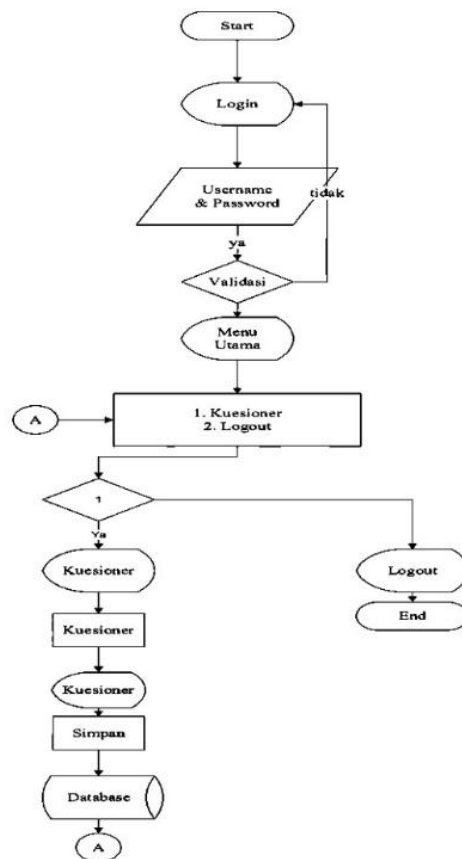 Start
Login
Username
& Password
tidak
ya
Validasi
Menu
Utama
A
1. Kuesioner
2. Logout
1
Ya
Kuesioner
Logout
Kuesioner
End
Kuesioner
Simpan
Database
A